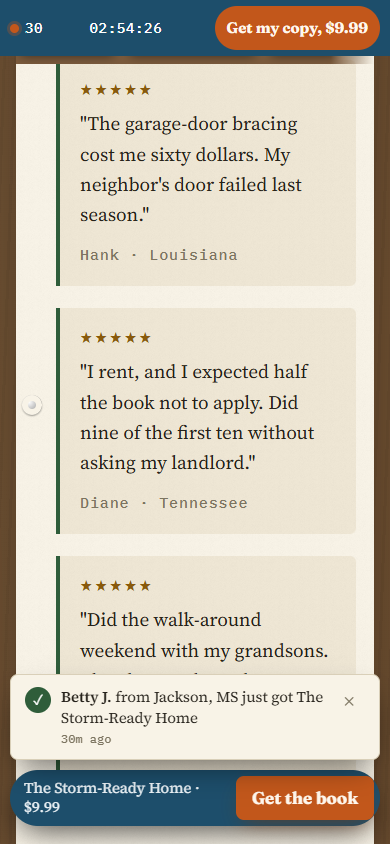 30
02:54:26
Get my copy, $9.99
★★★★★
"The garage-door bracing
cost me sixty dollars. My
neighbor's door failed last
season."
Hank · Louisiana
★★★★★
"I rent, and I expected half
the book not to apply. Did
nine of the first ten without
asking my landlord."
Diane · Tennessee
★★★★★
"Did the walk-around
weekend with my grandsons.
Betty J. from Jackson, MS just got The
Storm-Ready Home
30m ago
The Storm-Ready Home ·
$9.99
Get the book